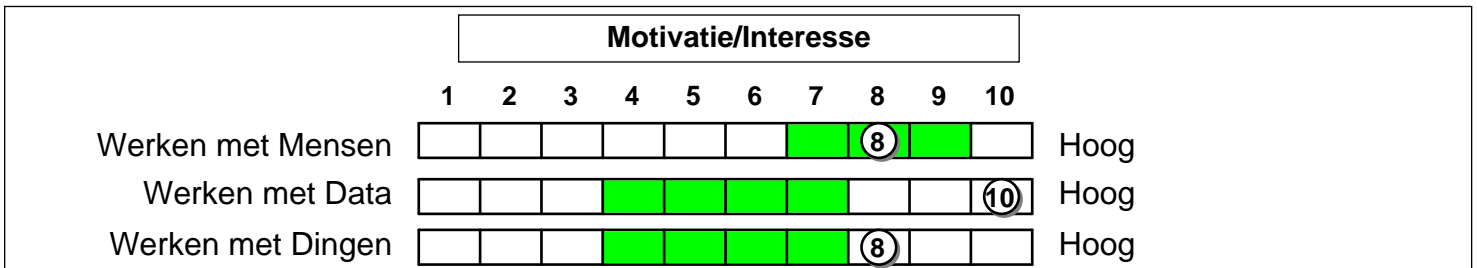 Motivatie/Interesse
1 2 3 4 5 6 7 8 9 10
Werken met Mensen 8 Hoog
Werken met Data 10 Hoog
Werken met Dingen 8 Hoog